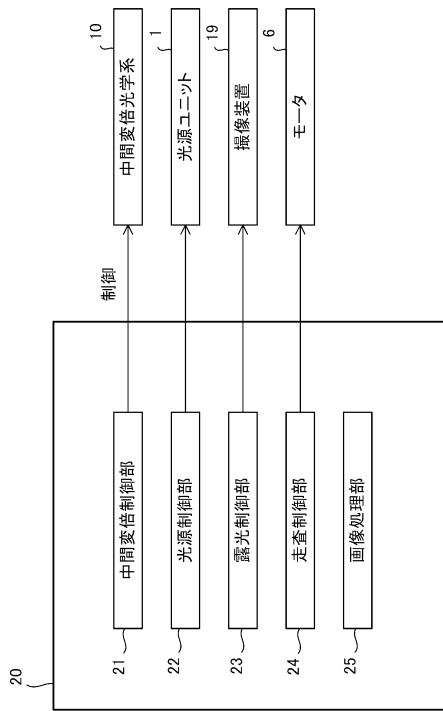 20
21
中間変倍制御部
制御
中間変倍光学系
10
22
光源制御部
光源ユニット
1
23
露光制御部
撮像装置
19
24
走査制御部
モータ
6
25
画像処理部